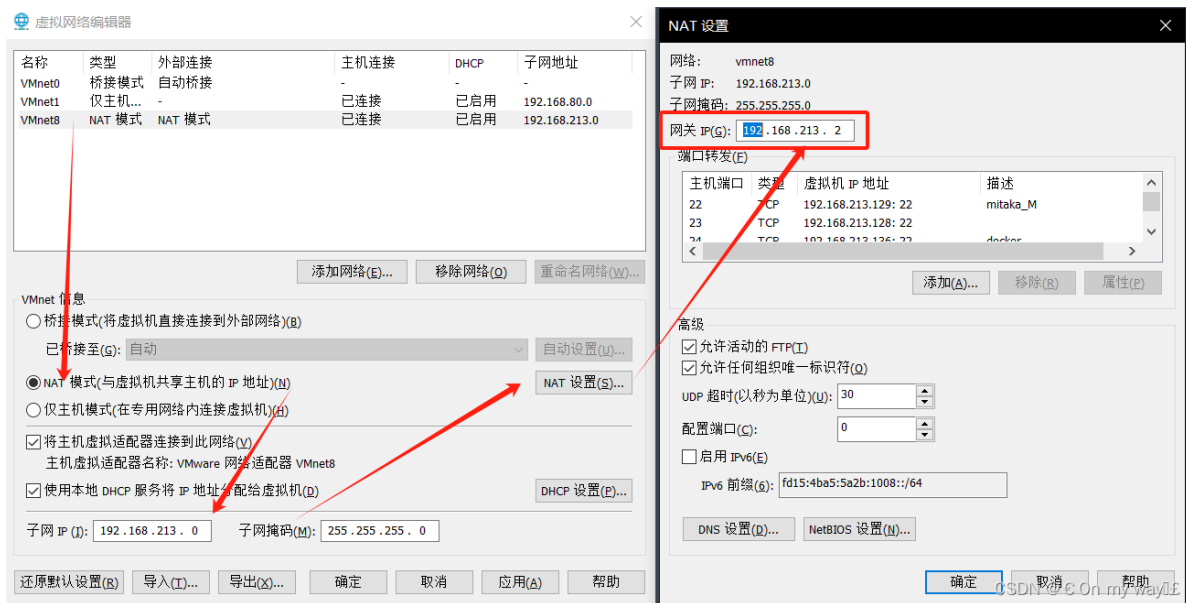 虚拟网络编辑器
名称 类型 外部连接 主机连接 DHCP 子网地址
VMnet0 桥接模式 自动桥接 - - -
VMnet1 仅主机... - 已连接 已启用 192.168.80.0
VMnet8 NAT 模式 NAT 模式 已连接 已启用 192.168.213.0
添加网络(E)... 移除网络(O) 重命名网络(W)...
VMnet 信息
桥接模式(将虚拟机直接连接到外部网络)(B)
已桥接至(G): 自动 自动设置(U)...
NAT 模式(与虚拟机共享主机的 IP 地址)(N) NAT 设置(S)...
仅主机模式(在专用网络内连接虚拟机)(H)
将主机虚拟适配器连接到此网络(V)
主机虚拟适配器名称: VMware 网络适配器 VMnet8
使用本地 DHCP 服务将 IP 地址分配给虚拟机(D) DHCP 设置(P)...
子网 IP (I): 192.168.213. 0 子网掩码(M): 255.255.255. 0
还原默认设置(R) 导入(T)... 导出(X)... 确定 取消 应用(A) 帮助
NAT 设置
网络: vmnet8
子网 IP: 192.168.213.0
子网掩码: 255.255.255.0
网关 IP(G): 192.168.213. 2
端口转发(F)
主机端口 类型 虚拟机 IP 地址 描述
22 TCP 192.168.213.129: 22 mitaka_M
23 TCP 192.168.213.128: 22
24 TCP 192.168.213.136: 22 docker
添加(A)... 移除(R) 属性(P)
高级
允许活动的 FTP(T)
允许任何组织唯一标识符(O)
UDP 超时(以秒为单位)(U): 30
配置端口(C): 0
启用 IPv6(E)
IPv6 前缀(6): fd15:4ba5:5a2b:1008::/64
DNS 设置(D)... NetBIOS 设置(N)...
确定 取消 帮助
CSDN @€ On my way